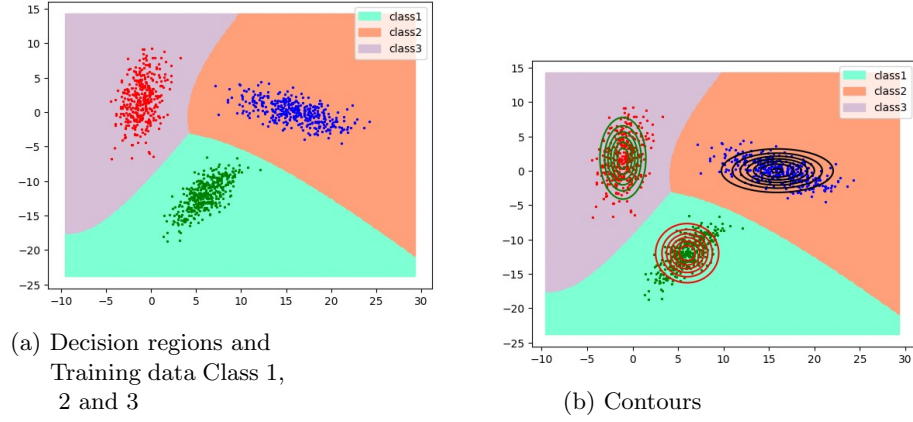 15
10
5
0
−5
−10
−15
−20
−25
−10 −5 0 5 10 15 20 25 30
class1
class2
class3
(a) Decision regions and
Training data Class 1,
2 and 3
15
10
5
0
−5
−10
−15
−20
−25
−10 −5 0 5 10 15 20 25 30
class1
class2
class3
(b) Contours